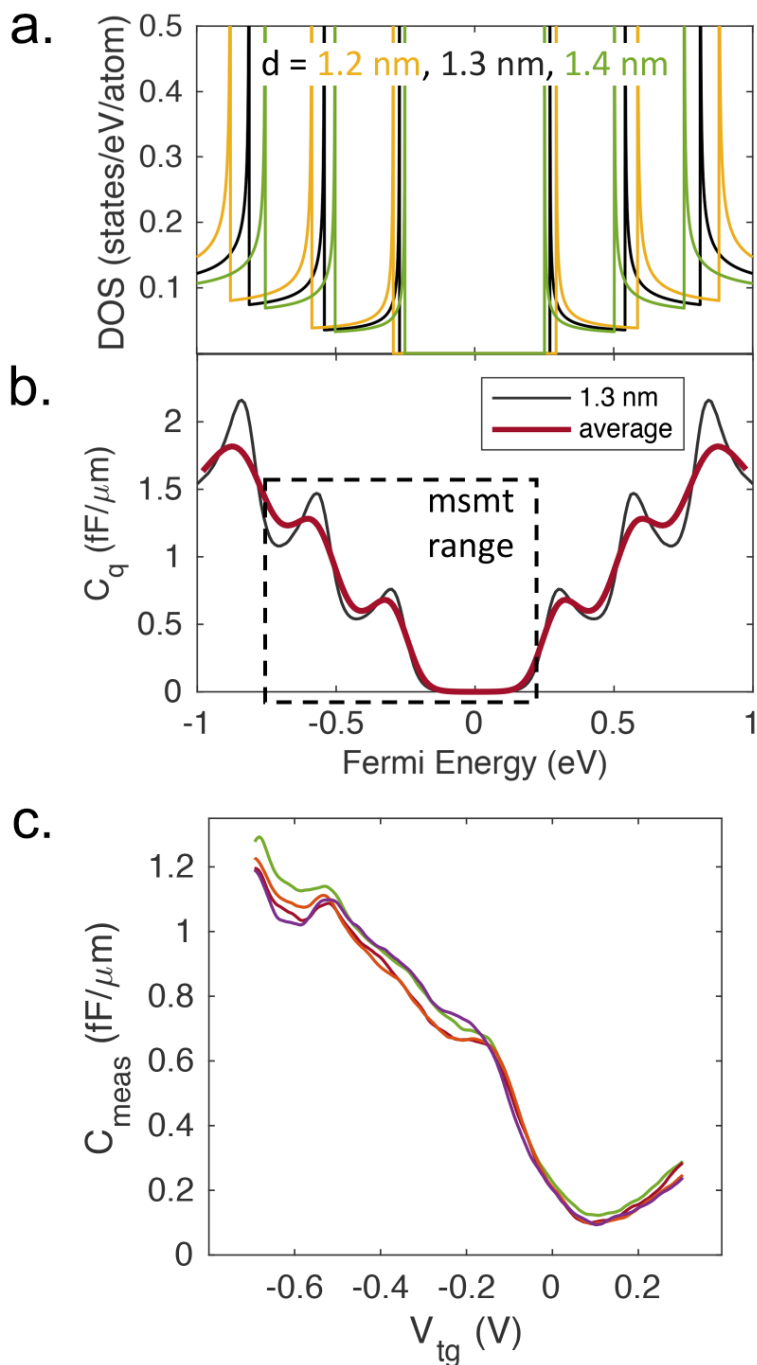 a.
d = 1.2 nm, 1.3 nm, 1.4 nm
DOS (states/eV/atom)
0.5
0.4
0.3
0.2
0.1
b.
1.3 nm
average
msmt
range
C_q (fF/μm)
2
1.5
1
0.5
0
-1
-0.5
0
0.5
1
Fermi Energy (eV)
c.
C_meas (fF/μm)
1.2
1
0.8
0.6
0.4
0.2
0
-0.6
-0.4
-0.2
0
0.2
V_tg (V)